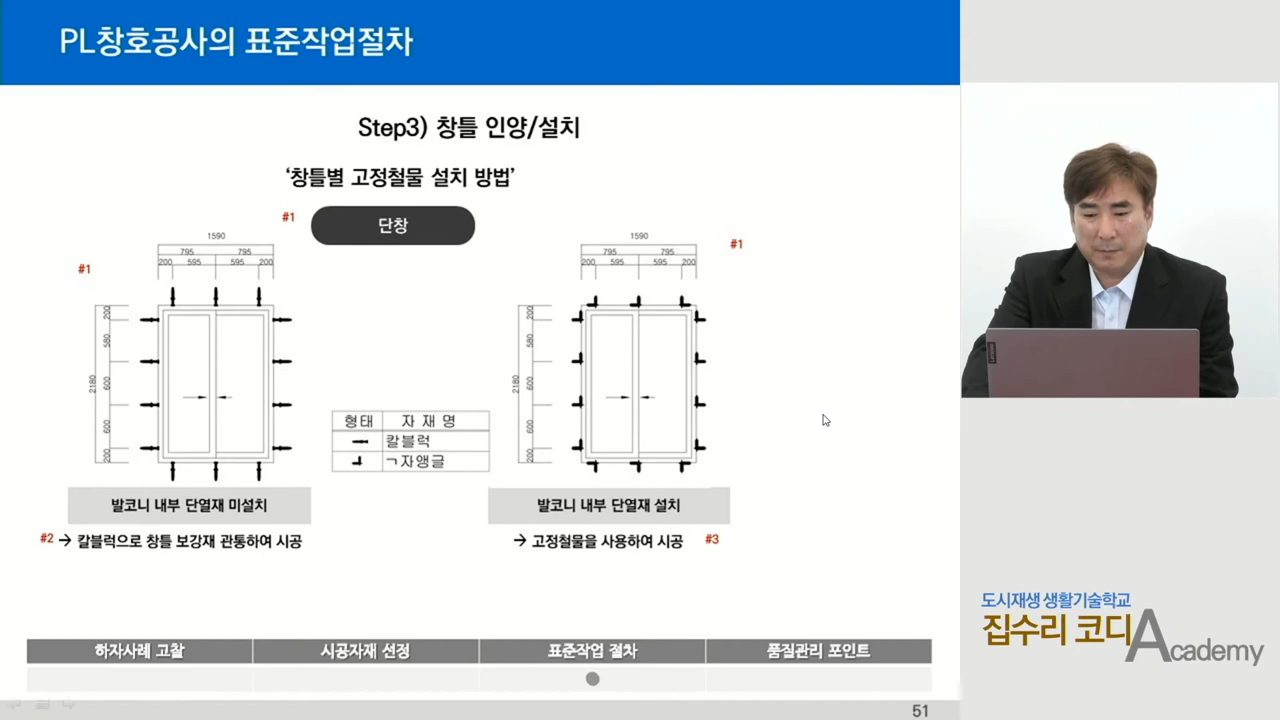 PL창호공사의 표준작업절차
Step3) 창틀 인양/설치
‘창틀별 고정철물 설치 방법’
#1
단창
#1
#1
1590
795 795
200 595 595 200
2180
200
580
600
600
200
1590
795 795
200 595 595 200
2180
200
580
600
600
200
형태 자 재 명
칼블럭
ㄱ자앵글
발코니 내부 단열재 미설치
발코니 내부 단열재 설치
#2 → 칼블럭으로 창틀 보강재 관통하여 시공
→ 고정철물을 사용하여 시공 #3
하자사례 고찰 시공자재 선정 표준작업 절차 품질관리 포인트
51
Lenovo
도시재생 생활기술학교
집수리 코디 Academy